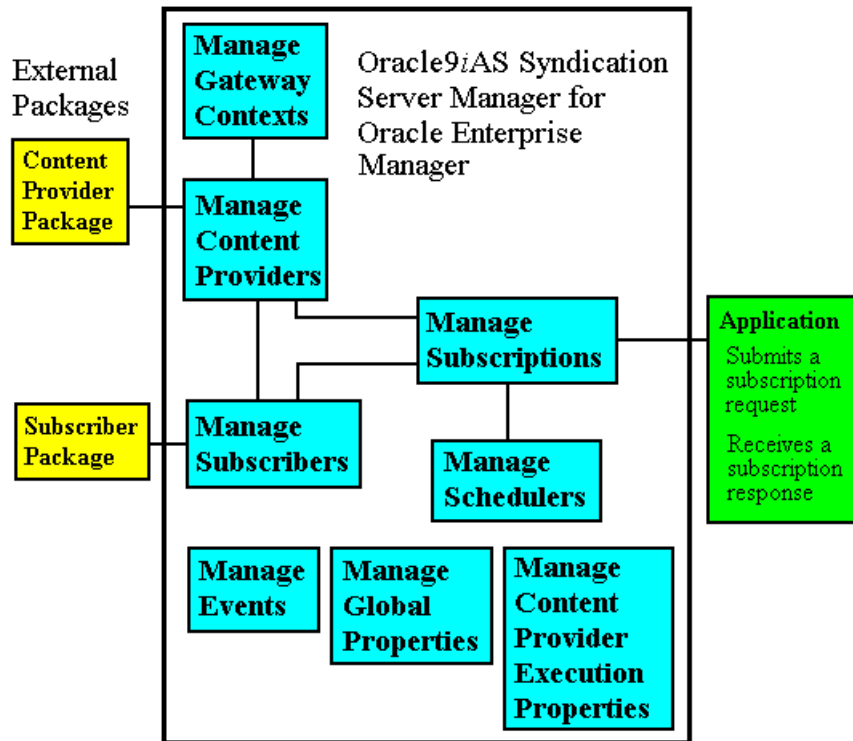 External
Packages
Content
Provider
Package
Subscriber
Package
Manage
Gateway
Contexts
Oracle9iAS Syndication
Server Manager for
Oracle Enterprise
Manager
Manage
Content
Providers
Manage
Subscriptions
Manage
Subscribers
Manage
Schedulers
Manage
Events
Manage
Global
Properties
Manage
Content
Provider
Execution
Properties
Application
Submits a
subscription
request
Receives a
subscription
response